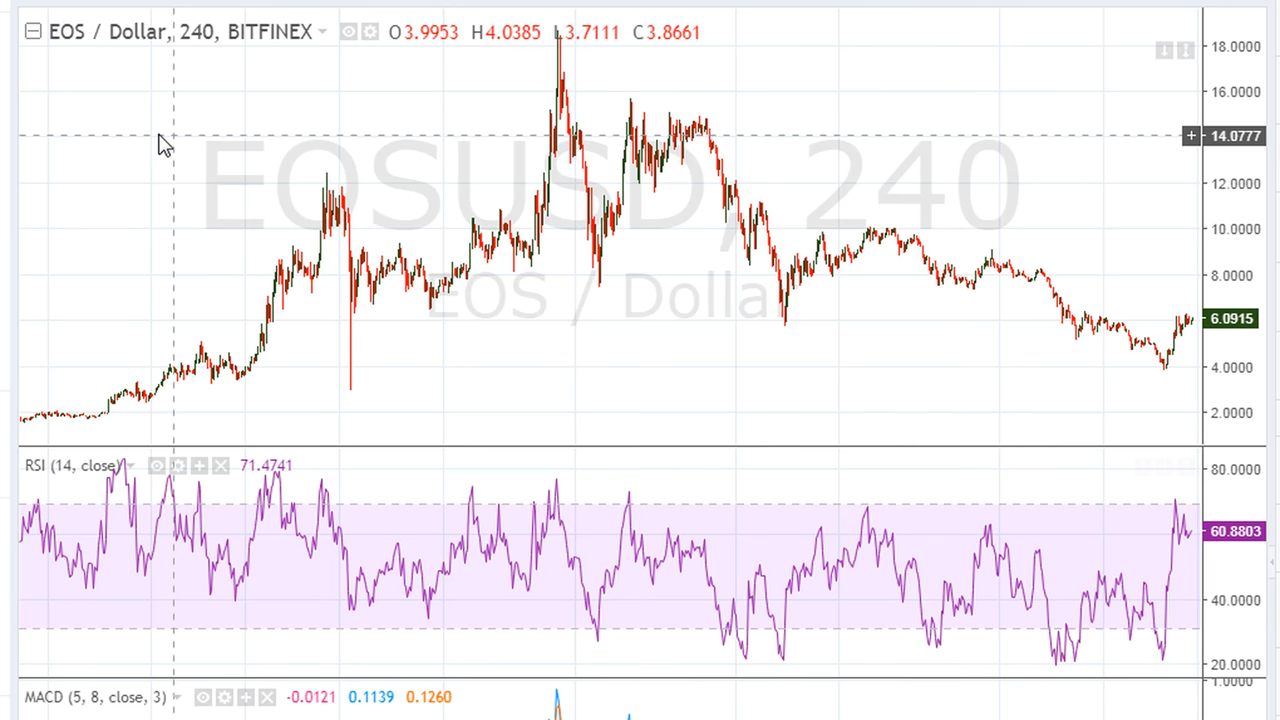 EOS / Dollar, 240, BITFINEX O3.9953 H4.0385 L3.7111 C3.8661
18.0000
16.0000
14.0777
EOSUSD, 240
12.0000
10.0000
EOS / Dollar
8.0000
6.0915
4.0000
2.0000
RSI (14, close) 71.4741
80.0000
60.8803
40.0000
20.0000
1.0000
MACD (5, 8, close, 3) -0.0121 0.1139 0.1260